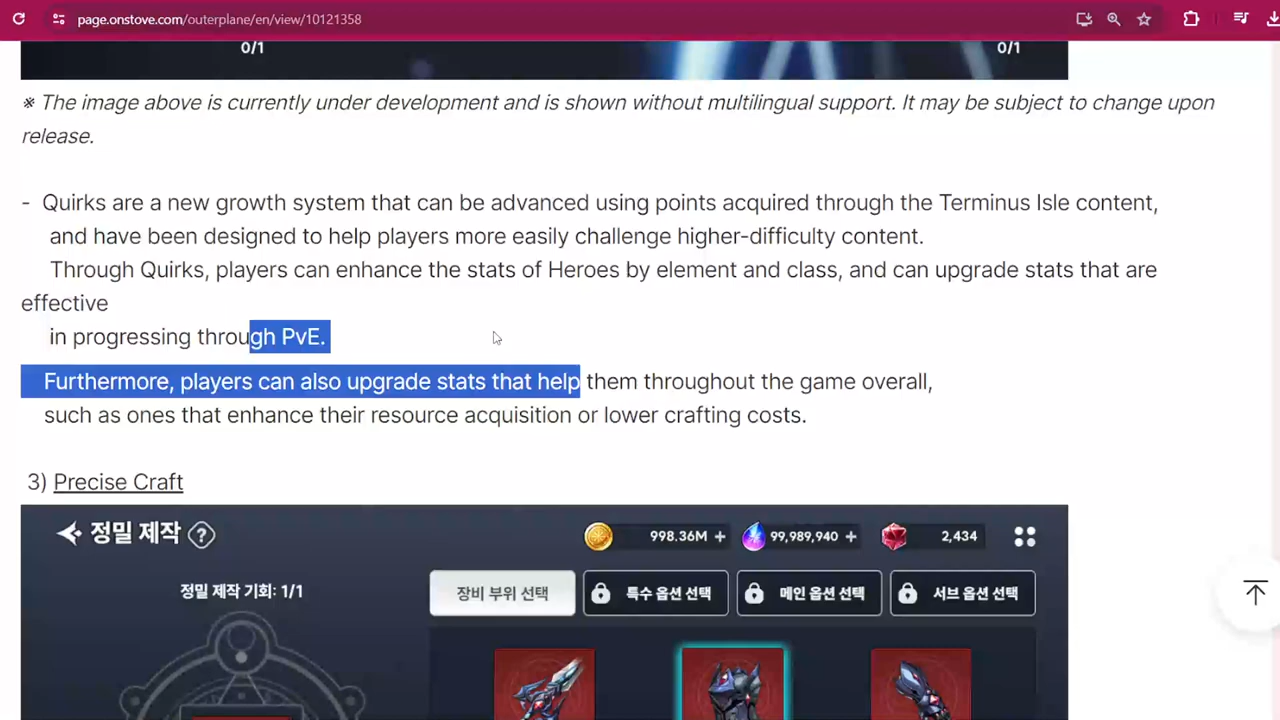 page.onstove.com/outerplane/en/view/10121358
0/1 0/1
※ The image above is currently under development and is shown without multilingual support. It may be subject to change upon
release.
- Quirks are a new growth system that can be advanced using points acquired through the Terminus Isle content,
and have been designed to help players more easily challenge higher-difficulty content.
Through Quirks, players can enhance the stats of Heroes by element and class, and can upgrade stats that are
effective
in progressing through PvE.
Furthermore, players can also upgrade stats that help them throughout the game overall,
such as ones that enhance their resource acquisition or lower crafting costs.
3) Precise Craft
정밀 제작 ? 998.36M + 99,989,940 + 2,434
정밀 제작 기회: 1/1 장비 부위 선택 특수 옵션 선택 메인 옵션 선택 서브 옵션 선택